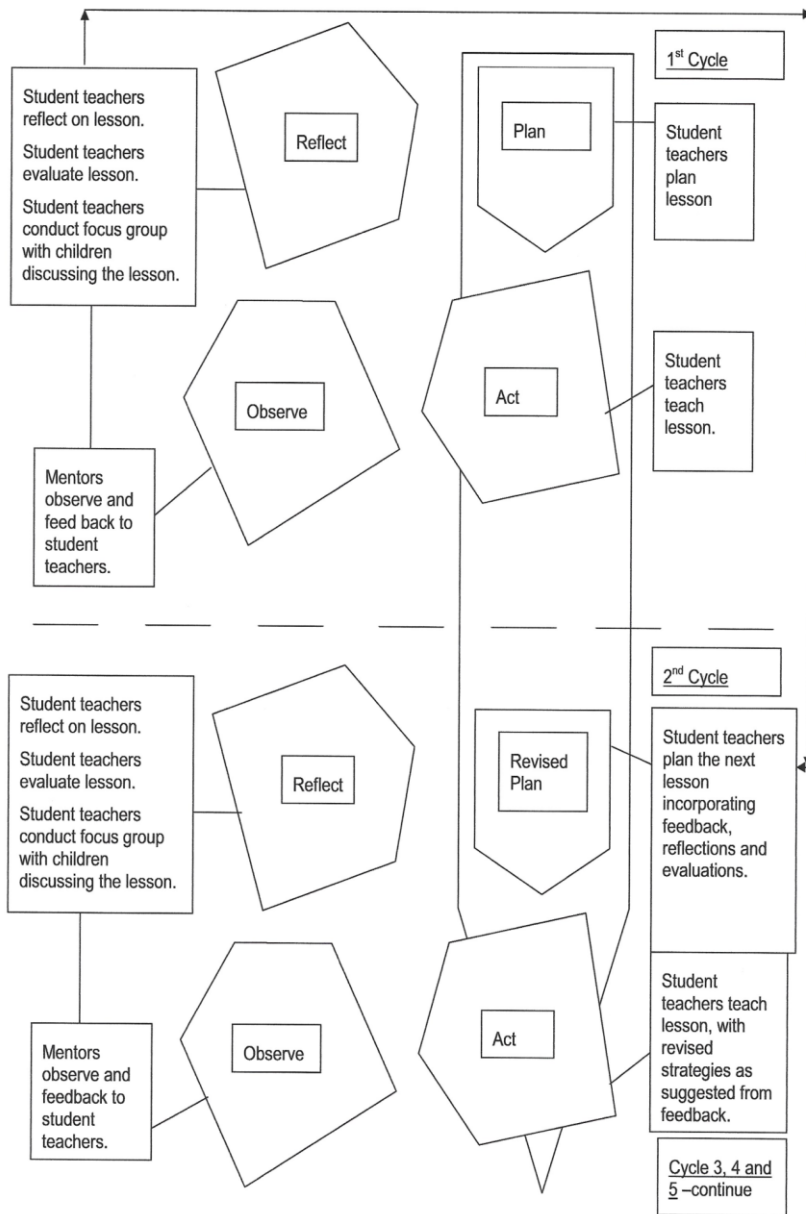 1st Cycle
Student teachers
reflect on lesson.
Student teachers
evaluate lesson.
Student teachers
conduct focus group
with children
discussing the lesson.
Reflect
Plan
Student
teachers
plan
lesson
Observe
Act
Student
teachers
teach
lesson.
Mentors
observe and
feed back to
student
teachers.
2nd Cycle
Student teachers
reflect on lesson.
Student teachers
evaluate lesson.
Student teachers
conduct focus group
with children
discussing the lesson.
Reflect
Revised
Plan
Student teachers
plan the next
lesson
incorporating
feedback,
reflections and
evaluations.
Mentors
observe and
feedback to
student
teachers.
Observe
Act
Student
teachers teach
lesson, with
revised
strategies as
suggested from
feedback.
Cycle 3, 4 and
5 –continue